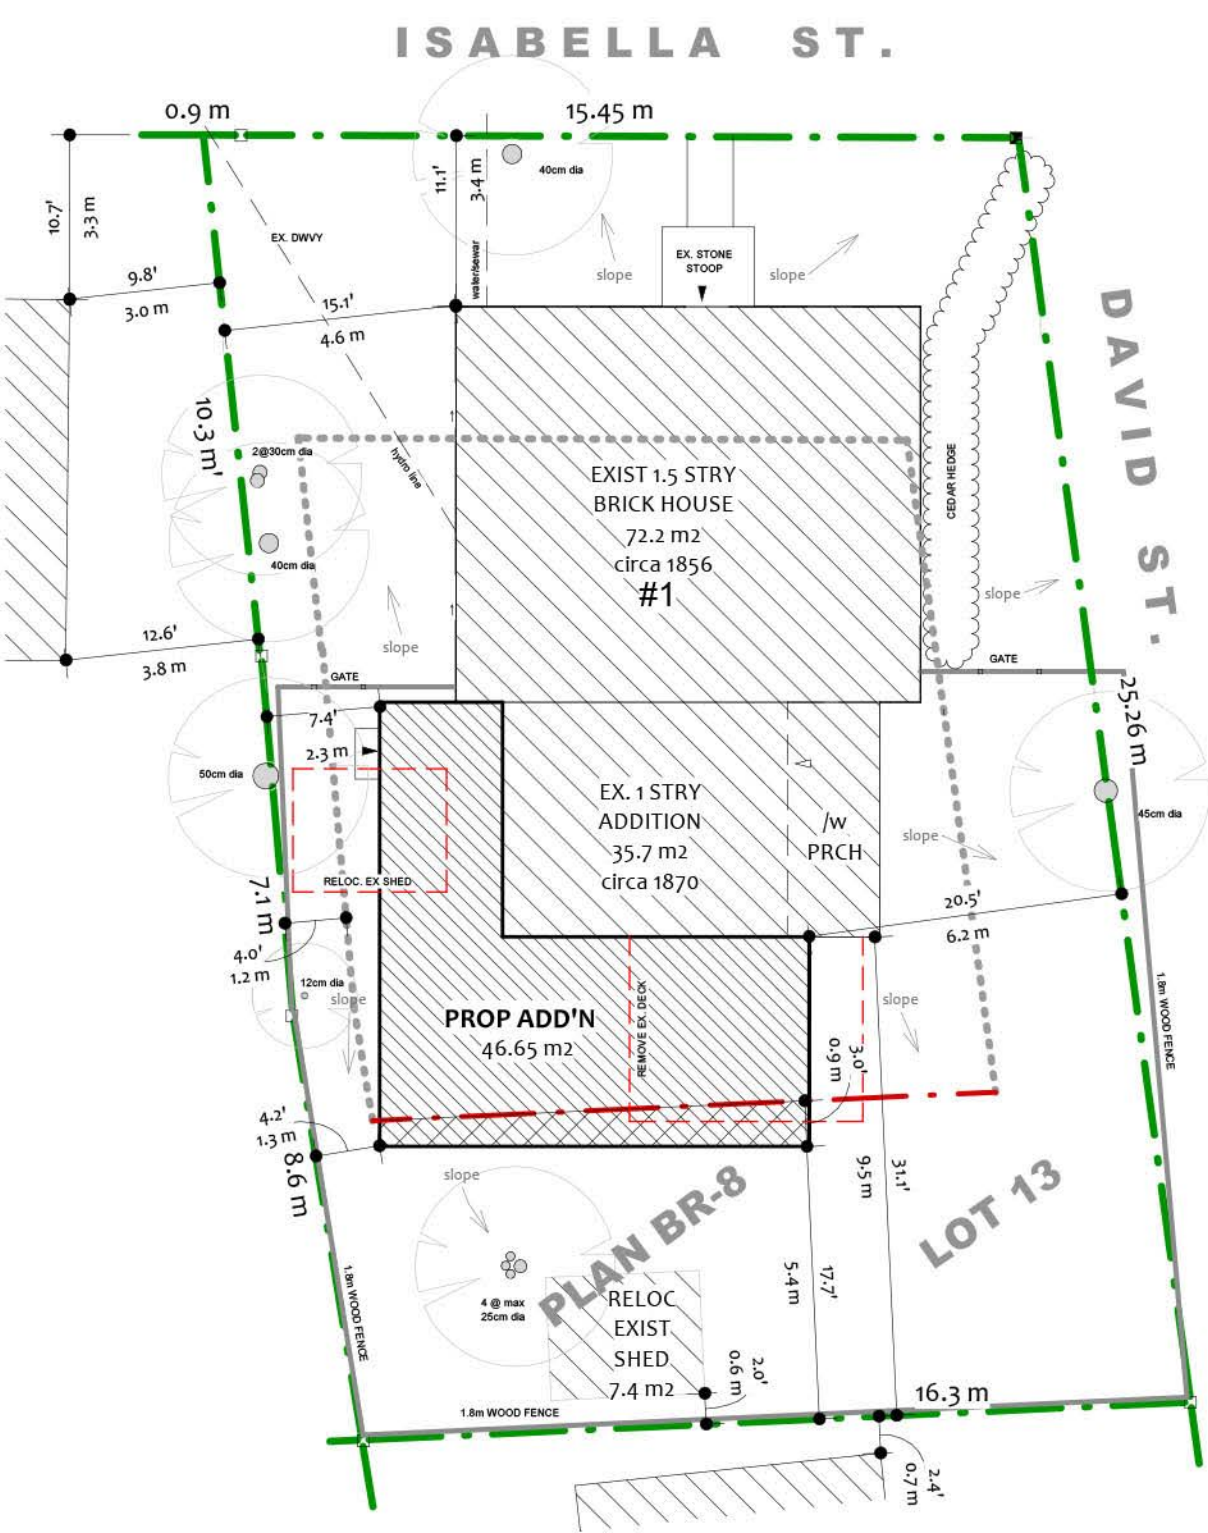 ISABELLA ST.
0.9 m
15.45 m
10.7'
3.3 m
11.1'
3.4 m
40cm dia
EX. DWVY
water/sewar
slope
EX. STONE
STOOP
slope
9.8'
3.0 m
15.1'
4.6 m
DAVID ST.
10.3 m'
2@30cm dia
hydro line
CEDAR HEDGE
EXIST 1.5 STRY
BRICK HOUSE
72.2 m2
circa 1856
#1
40cm dia
slope
slope
12.6'
3.8 m
GATE
GATE
7.4'
2.3 m
25.26 m
50cm dia
45cm dia
EX. 1 STRY
ADDITION
35.7 m2
circa 1870
/w
PRCH
slope
RELOC. EX SHED
7.1 m
20.5'
6.2 m
4.0'
1.2 m
12cm dia
slope
slope
1.8m WOOD FENCE
PROP ADD'N
46.65 m2
REMOVE EX. DECK
3.0'
0.9 m
4.2'
1.3 m
8.6 m
slope
31.1'
9.5 m
PLAN BR-8
LOT 13
17.7'
5.4 m
4 @ max
25cm dia
RELOC
EXIST
SHED
7.4 m2
1.8m WOOD FENCE
2.0'
0.6 m
16.3 m
1.8m WOOD FENCE
2.4'
0.7 m